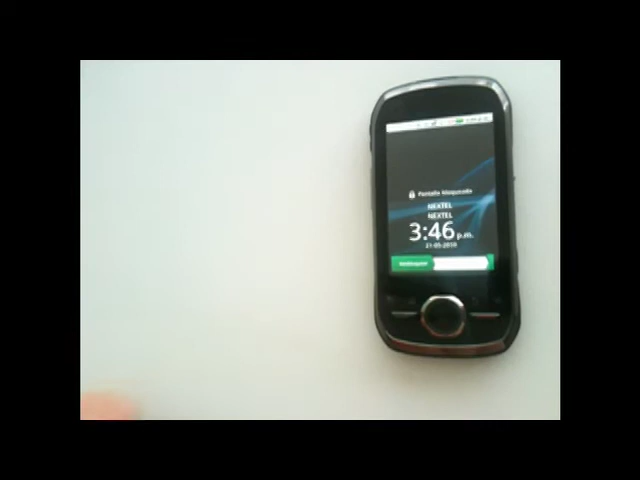 Pantalla bloqueada
NEXTEL
NEXTEL
3:46 p.m.
21-05-2010